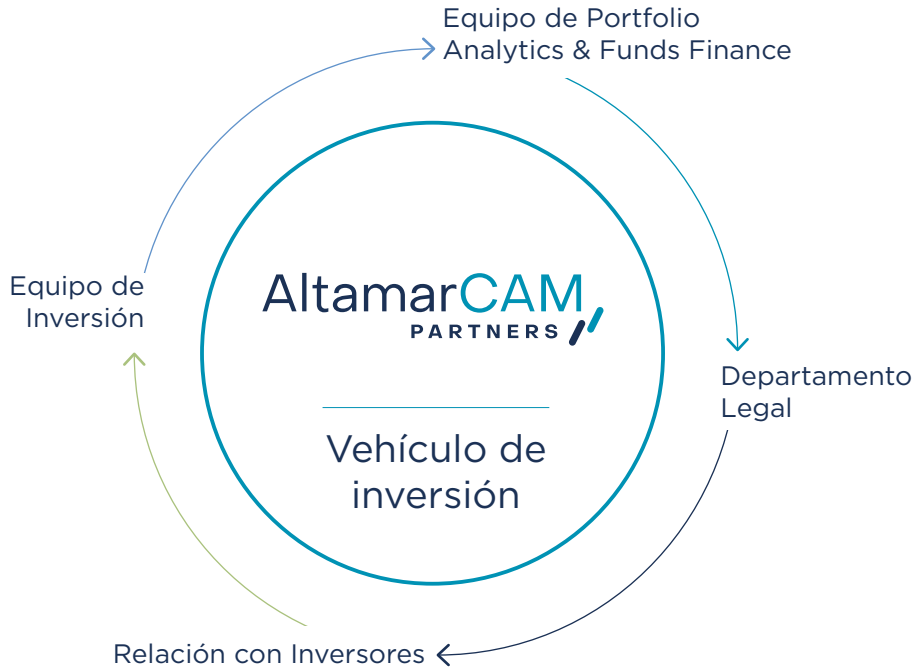 Equipo de Portfolio
Analytics & Funds Finance
Equipo de
Inversión
AltamarCAM
PARTNERS
Departamento
Legal
Vehículo de
inversión
Relación con Inversores